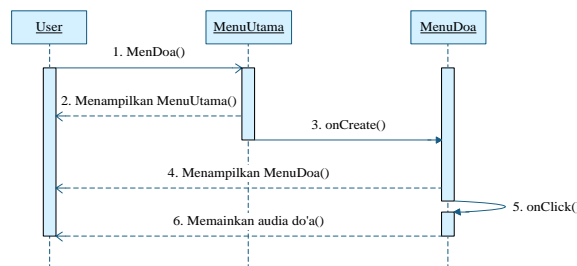 User
MenuUtama
MenuDoa
1. MenDoa()
2. Menampilkan MenuUtama()
3. onCreate()
4. Menampilkan MenuDoa()
5. onClick()
6. Memainkan audia do'a()